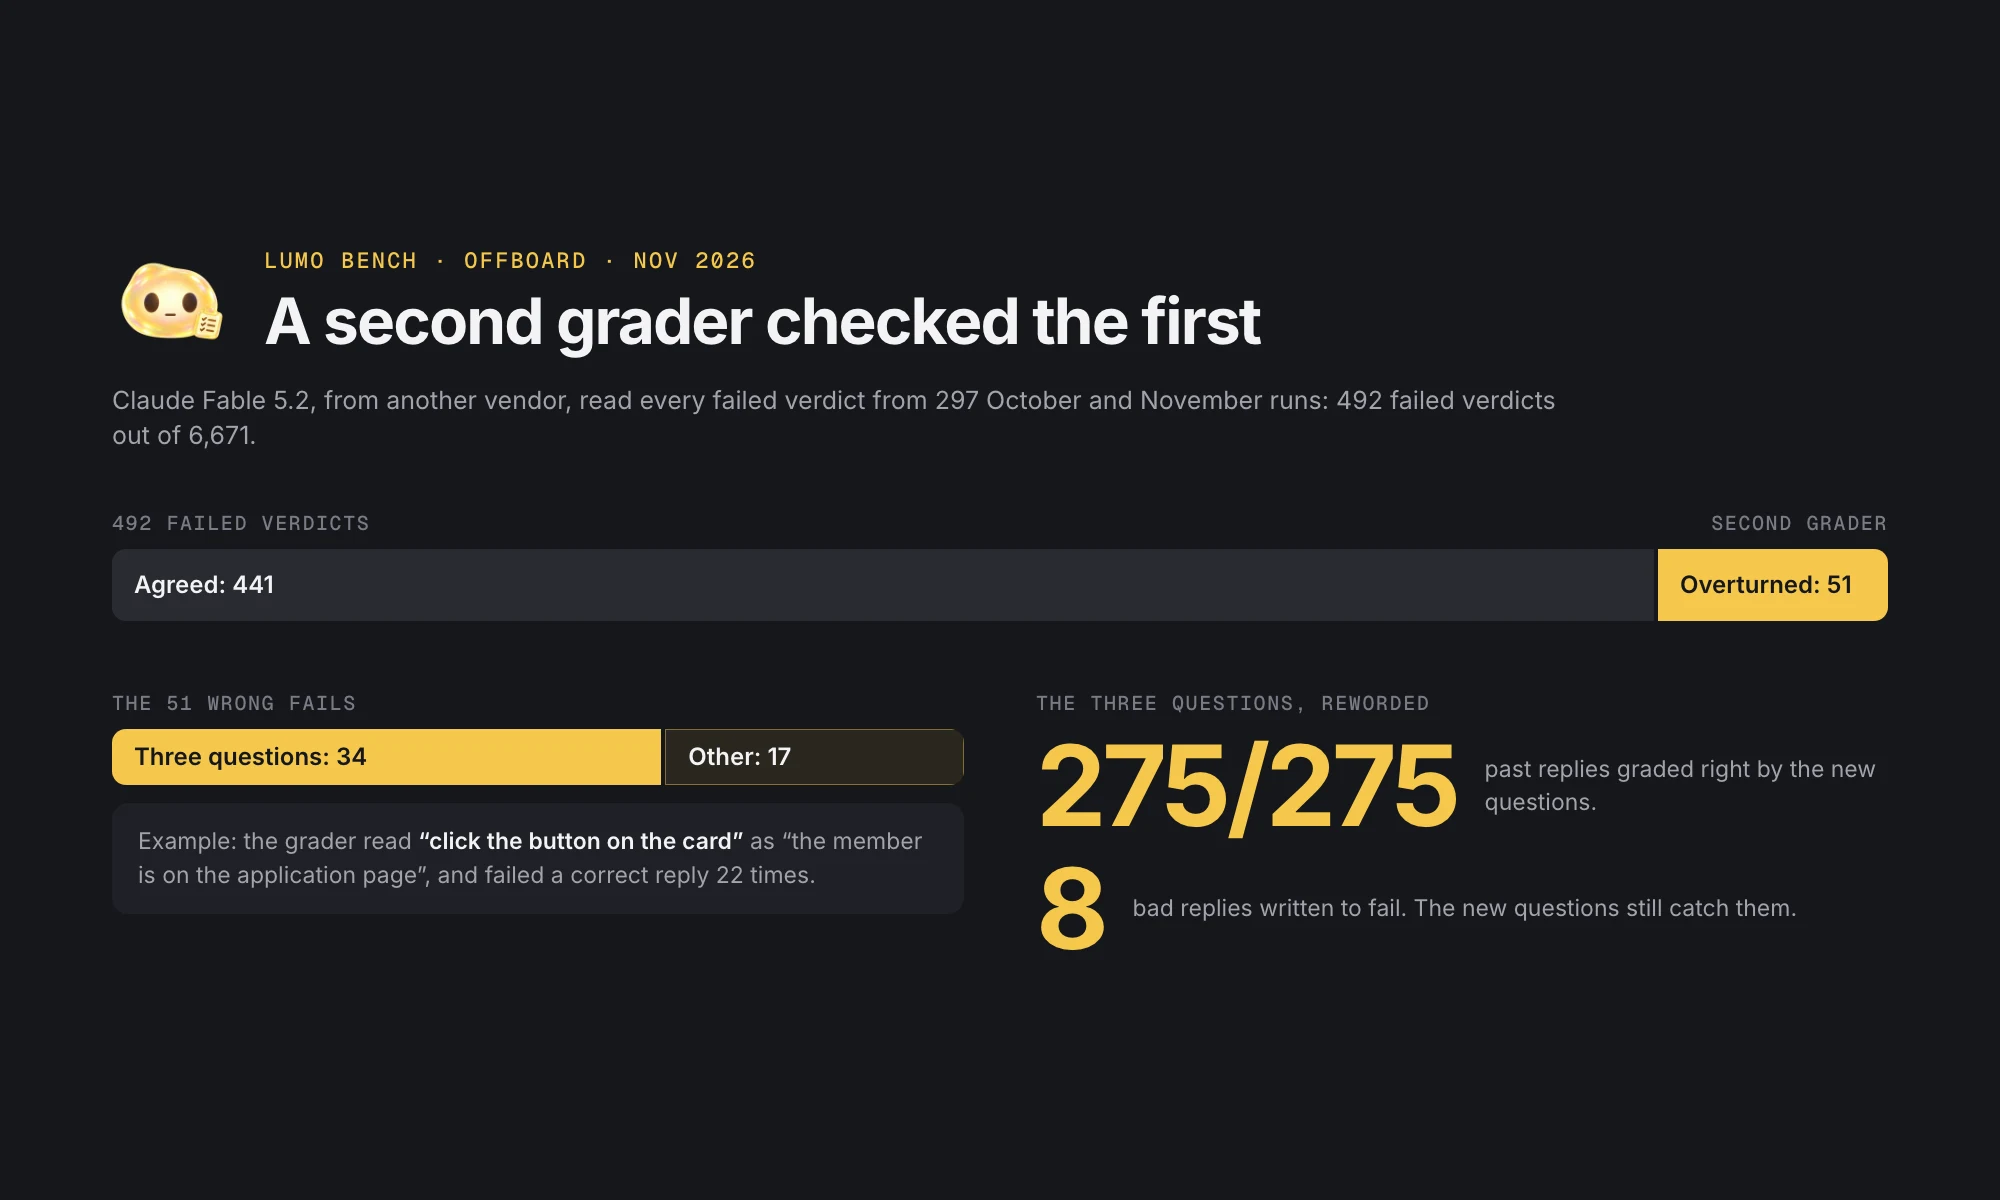 LUMO BENCH · OFFBOARD · NOV 2026
A second grader checked the first
Claude Fable 5.2, from another vendor, read every failed verdict from 297 October and November runs: 492 failed verdicts
out of 6,671.
492 FAILED VERDICTS
SECOND GRADER
Agreed: 441
Overturned: 51
THE 51 WRONG FAILS
Three questions: 34
Other: 17
Example: the grader read “click the button on the card” as “the member
is on the application page”, and failed a correct reply 22 times.
THE THREE QUESTIONS, REWORDED
275/275
past replies graded right by the new
questions.
8
bad replies written to fail. The new questions still catch them.